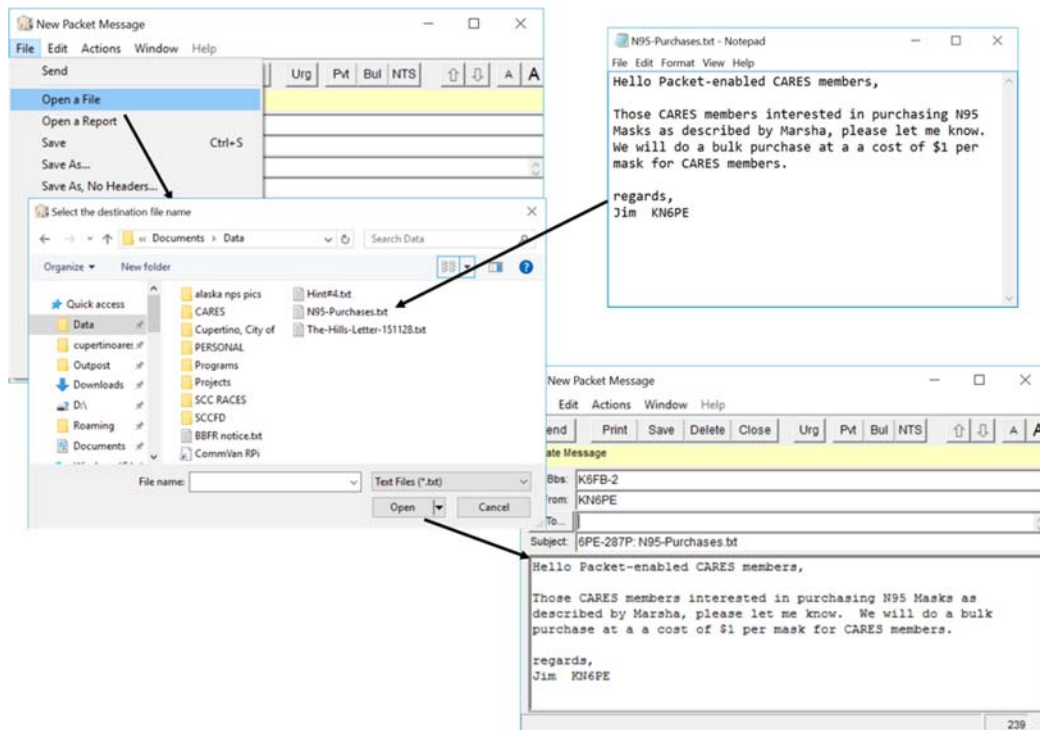 New Packet Message
File Edit Actions Window Help
Send
Open a File
Open a Report
Save Ctrl+S
Save As...
Save As, No Headers...
Urg Pvt Bul NTS A A
N95-Purchases.txt - Notepad
File Edit Format View Help
Hello Packet-enabled CARES members,
Those CARES members interested in purchasing N95
Masks as described by Marsha, please let me know.
We will do a bulk purchase at a a cost of $1 per
mask for CARES members.
regards,
Jim KN6PE
Select the destination file name
« Documents › Data Search Data
Organize New folder
Quick access
Data
cupertinoares
Outpost
Downloads
D:\
Roaming
Documents
alaska nps pics
CARES
Cupertino, City of
PERSONAL
Programs
Projects
SCC RACES
SCCFD
BBFR notice.txt
CommVan RPi
Hint#4.txt
N95-Purchases.txt
The-Hills-Letter-151128.txt
File name: Text Files (*.txt)
Open Cancel
New Packet Message
Edit Actions Window Help
end Print Save Delete Close Urg Pvt Bul NTS A A
ate Message
Bbs: K6FB-2
rom: KN6PE
To...
Subject: 6PE-287P: N95-Purchases.txt
Hello Packet-enabled CARES members,
Those CARES members interested in purchasing N95 Masks as
described by Marsha, please let me know. We will do a bulk
purchase at a a cost of $1 per mask for CARES members.
regards,
Jim KN6PE
239